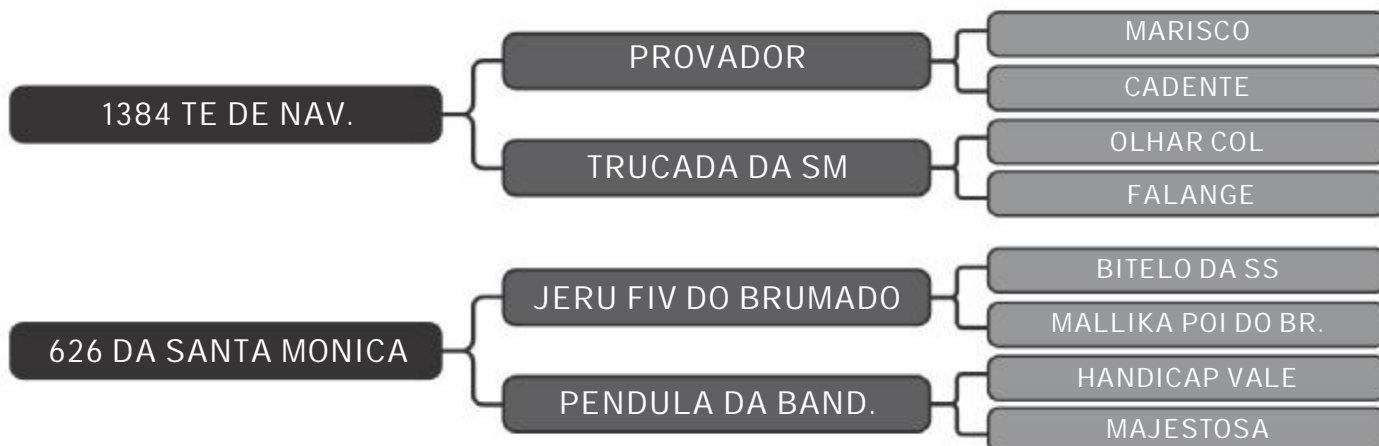 1384 TE DE NAV.
PROVADOR
MARISCO
CADENTE
TRUCADA DA SM
OLHAR COL
FALANGE
626 DA SANTA MONICA
JERU FIV DO BRUMADO
BITELO DA SS
MALLIKA POI DO BR.
PENDULA DA BAND.
HANDICAP VALE
MAJESTOSA